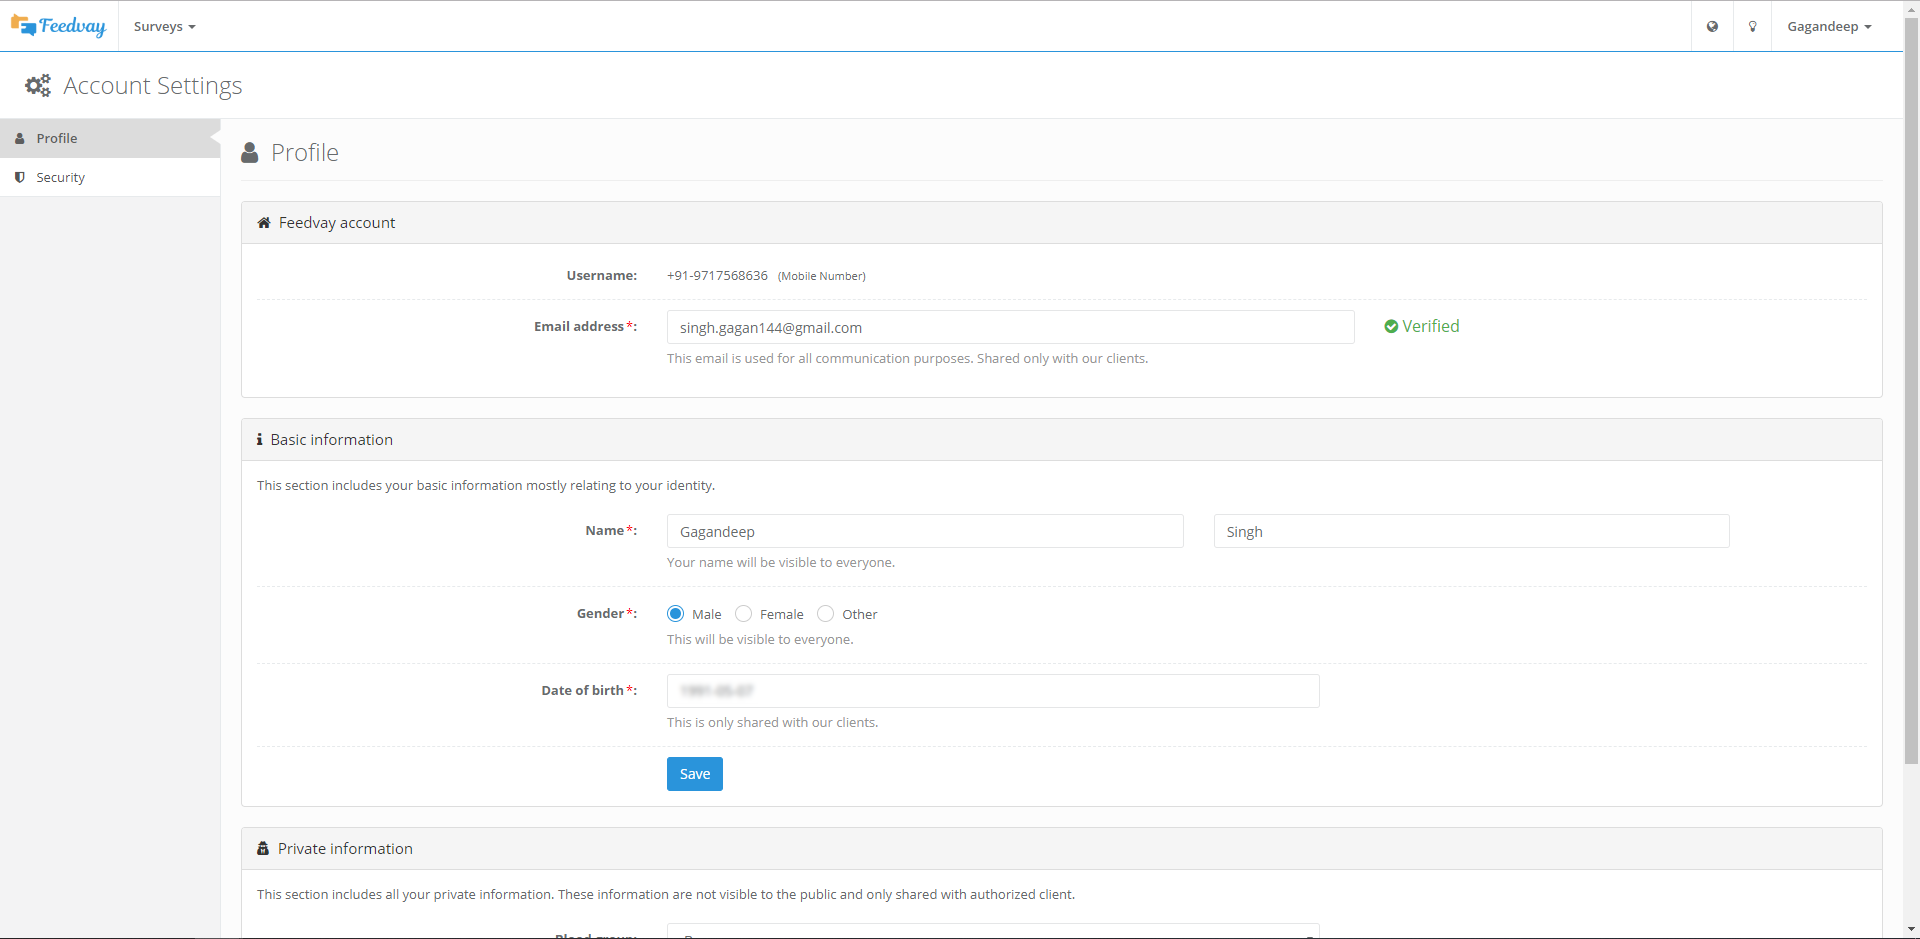 Feedvay
Surveys
Gagandeep
Account Settings
Profile
Security
Profile
Feedvay account
Username: +91-9717568636 (Mobile Number)
Email address*: singh.gagan144@gmail.com Verified
This email is used for all communication purposes. Shared only with our clients.
Basic information
This section includes your basic information mostly relating to your identity.
Name*: Gagandeep Singh
Your name will be visible to everyone.
Gender*: Male Female Other
This will be visible to everyone.
Date of birth*:
This is only shared with our clients.
Save
Private information
This section includes all your private information. These information are not visible to the public and only shared with authorized client.